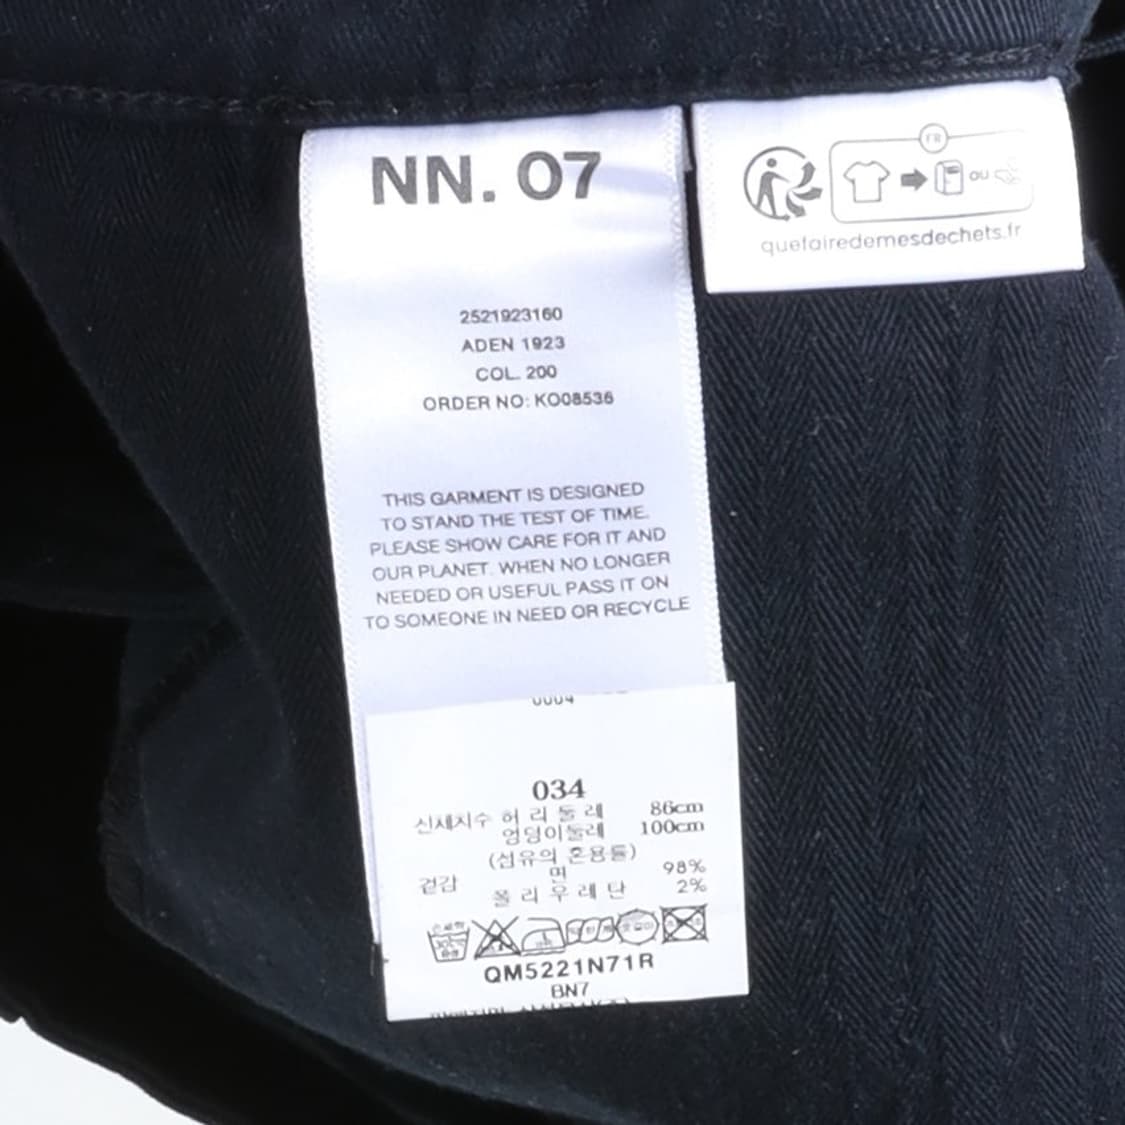 NN. 07
2521923160
ADEN 1923
COL. 200
ORDER NO: KO08536
THIS GARMENT IS DESIGNED
TO STAND THE TEST OF TIME.
PLEASE SHOW CARE FOR IT AND
OUR PLANET. WHEN NO LONGER
NEEDED OR USEFUL PASS IT ON
TO SOMEONE IN NEED OR RECYCLE
FR
OU
quefairedemesdechets.fr
034
신체치수 허 리 둘 레 86cm
엉덩이둘레 100cm
(섬유의 혼용률)
겉감 면 98%
폴 리 우 레 탄 2%
QM5221N71R
BN7